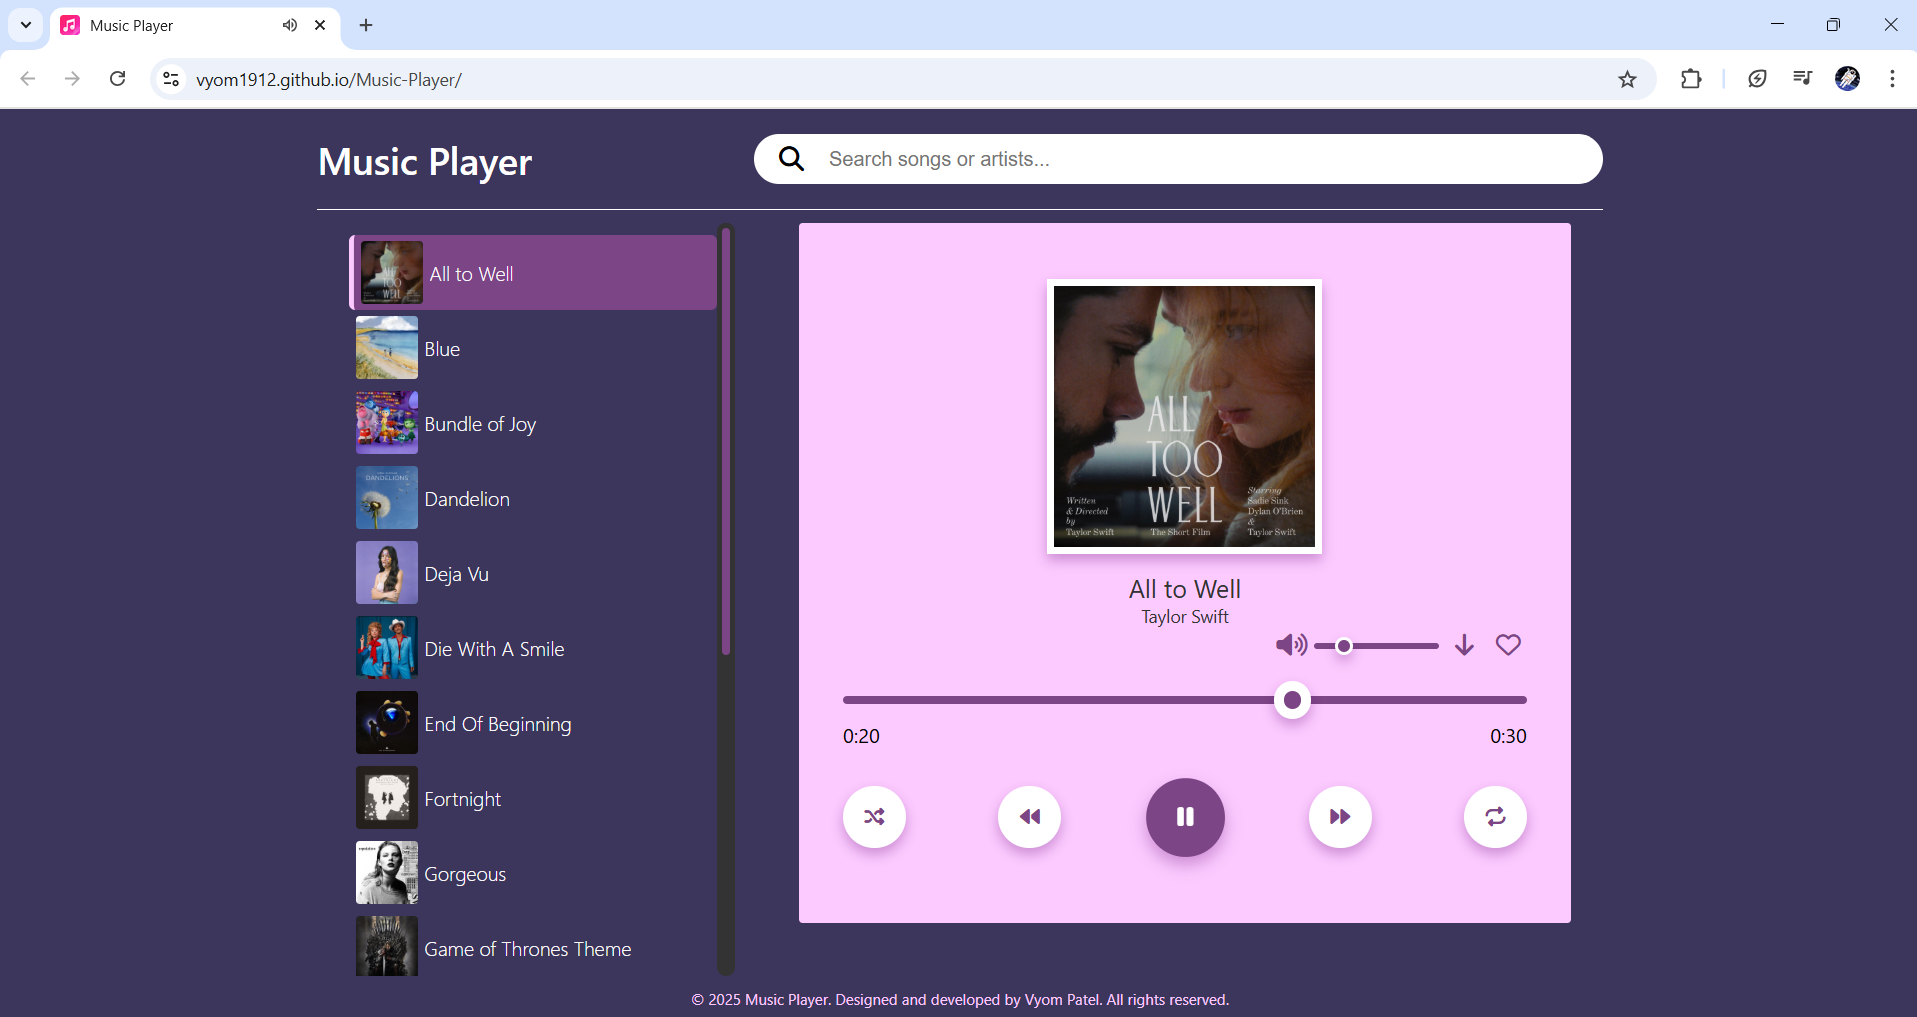 Music Player
vyom1912.github.io/Music-Player/
Music Player
Search songs or artists...
All to Well
Blue
Bundle of Joy
Dandelion
Deja Vu
Die With A Smile
End Of Beginning
Fortnight
Gorgeous
Game of Thrones Theme
ALL
TOO
WELL
Written
& Directed
by
Taylor Swift
The Short Film
Starring
Sadie Sink
Dylan O'Brien
&
Taylor Swift
All to Well
Taylor Swift
0:20
0:30
© 2025 Music Player. Designed and developed by Vyom Patel. All rights reserved.